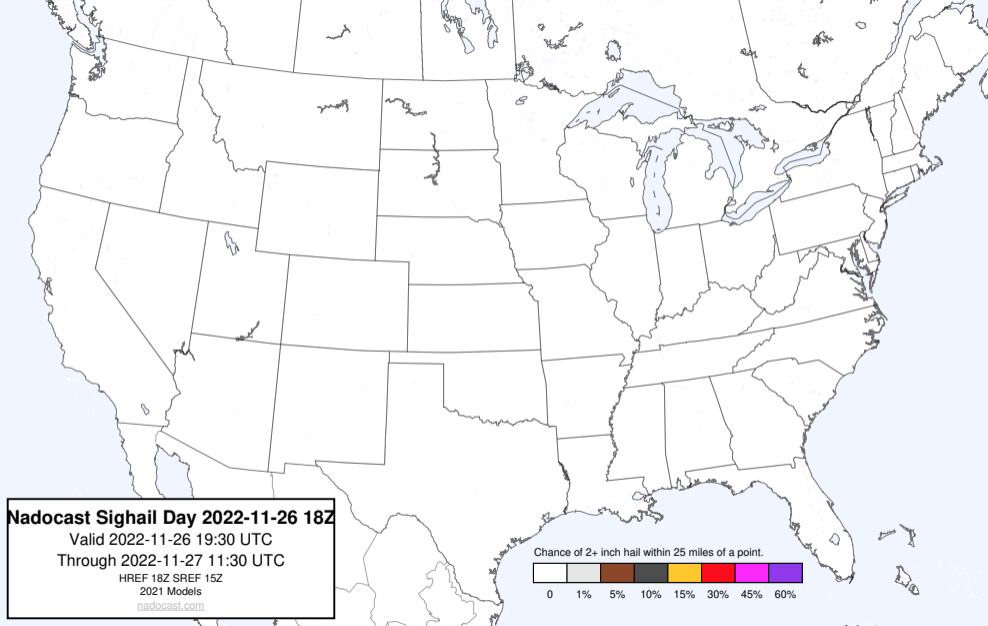 Nadocast Sighail Day 2022-11-26 18Z
Valid 2022-11-26 19:30 UTC
Through 2022-11-27 11:30 UTC
HREF 18Z SREF 15Z
2021 Models
nadocast.com
Chance of 2+ inch hail within 25 miles of a point.
0 1% 5% 10% 15% 30% 45% 60%